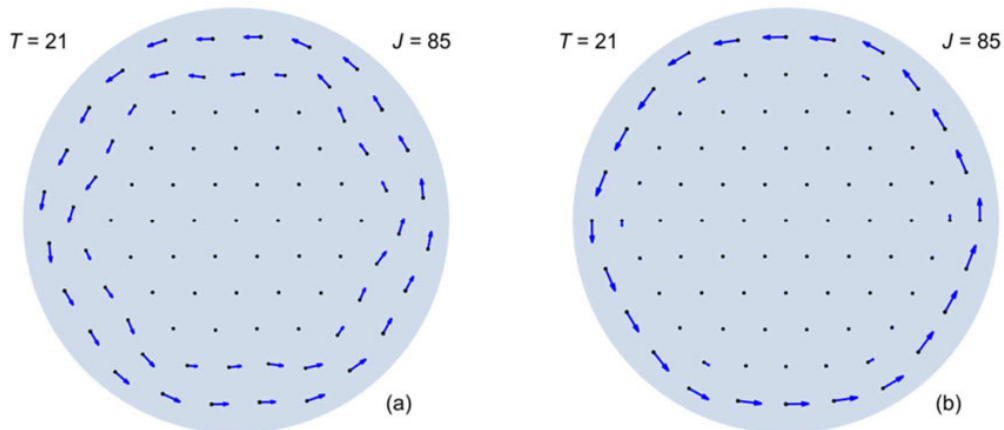 T = 21
J = 85
(a)
T = 21
J = 85
(b)